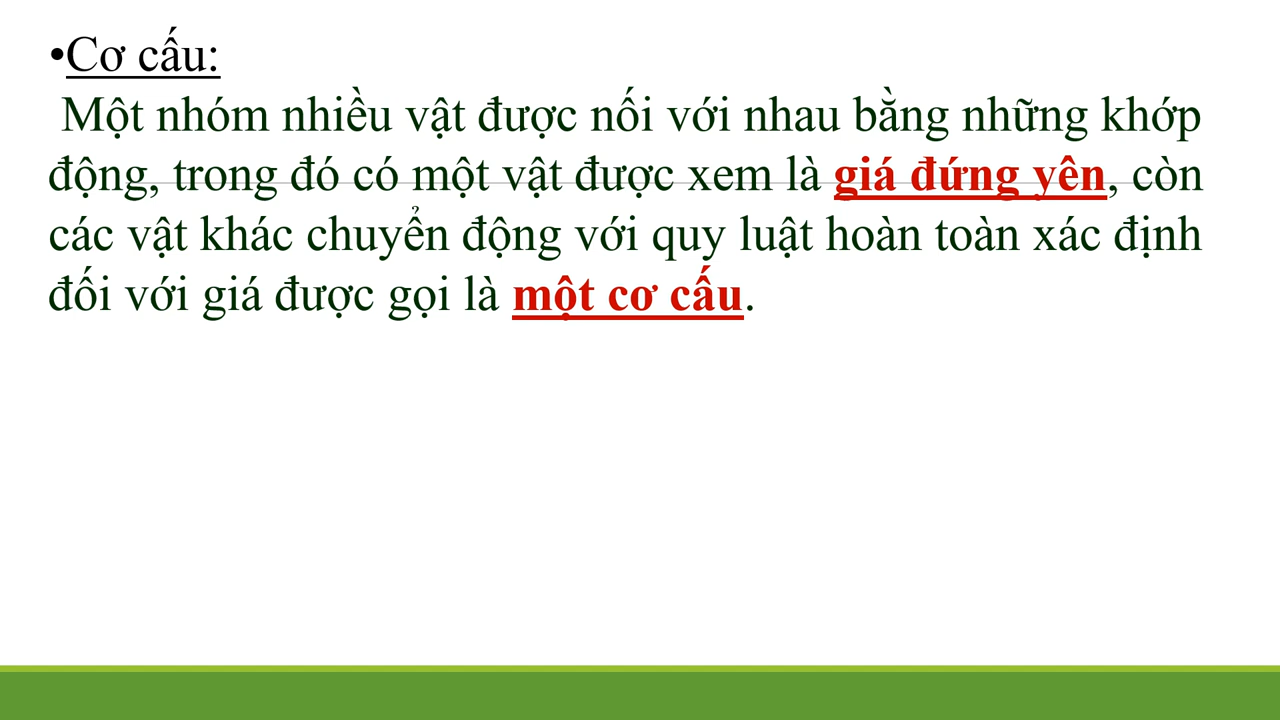 •Cơ cấu:
Một nhóm nhiều vật được nối với nhau bằng những khớp
động, trong đó có một vật được xem là giá đứng yên, còn
các vật khác chuyển động với quy luật hoàn toàn xác định
đối với giá được gọi là một cơ cấu.